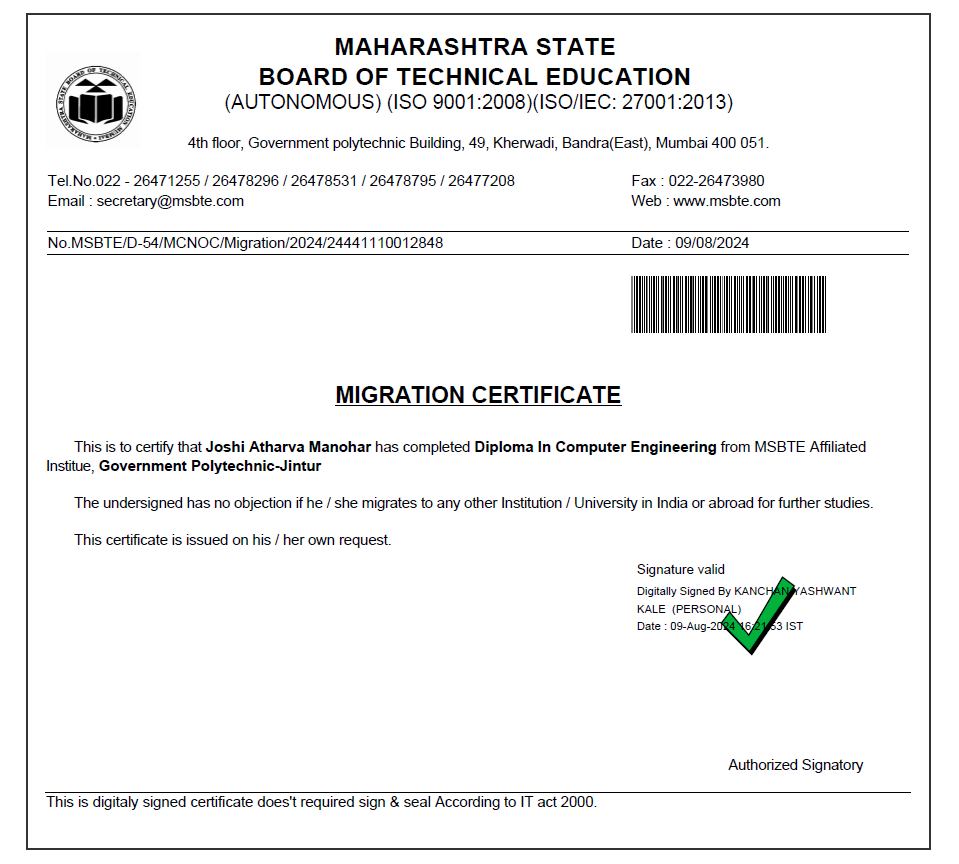 MAHARASHTRA STATE
BOARD OF TECHNICAL EDUCATION
(AUTONOMOUS) (ISO 9001:2008)(ISO/IEC: 27001:2013)
MAHARASHTRA STATE BOARD OF TECHNICAL EDUCATION MUMBAI
4th floor, Government polytechnic Building, 49, Kherwadi, Bandra(East), Mumbai 400 051.
Tel.No.022 - 26471255 / 26478296 / 26478531 / 26478795 / 26477208 Fax : 022-26473980
Email : secretary@msbte.com Web : www.msbte.com
No.MSBTE/D-54/MCNOC/Migration/2024/24441110012848 Date : 09/08/2024
MIGRATION CERTIFICATE
This is to certify that Joshi Atharva Manohar has completed Diploma In Computer Engineering from MSBTE Affiliated
Institue, Government Polytechnic-Jintur
The undersigned has no objection if he / she migrates to any other Institution / University in India or abroad for further studies.
This certificate is issued on his / her own request.
Signature valid
Digitally Signed By KANCHAN YASHWANT
KALE (PERSONAL)
Date : 09-Aug-2024 16:21:53 IST
Authorized Signatory
This is digitaly signed certificate does't required sign & seal According to IT act 2000.